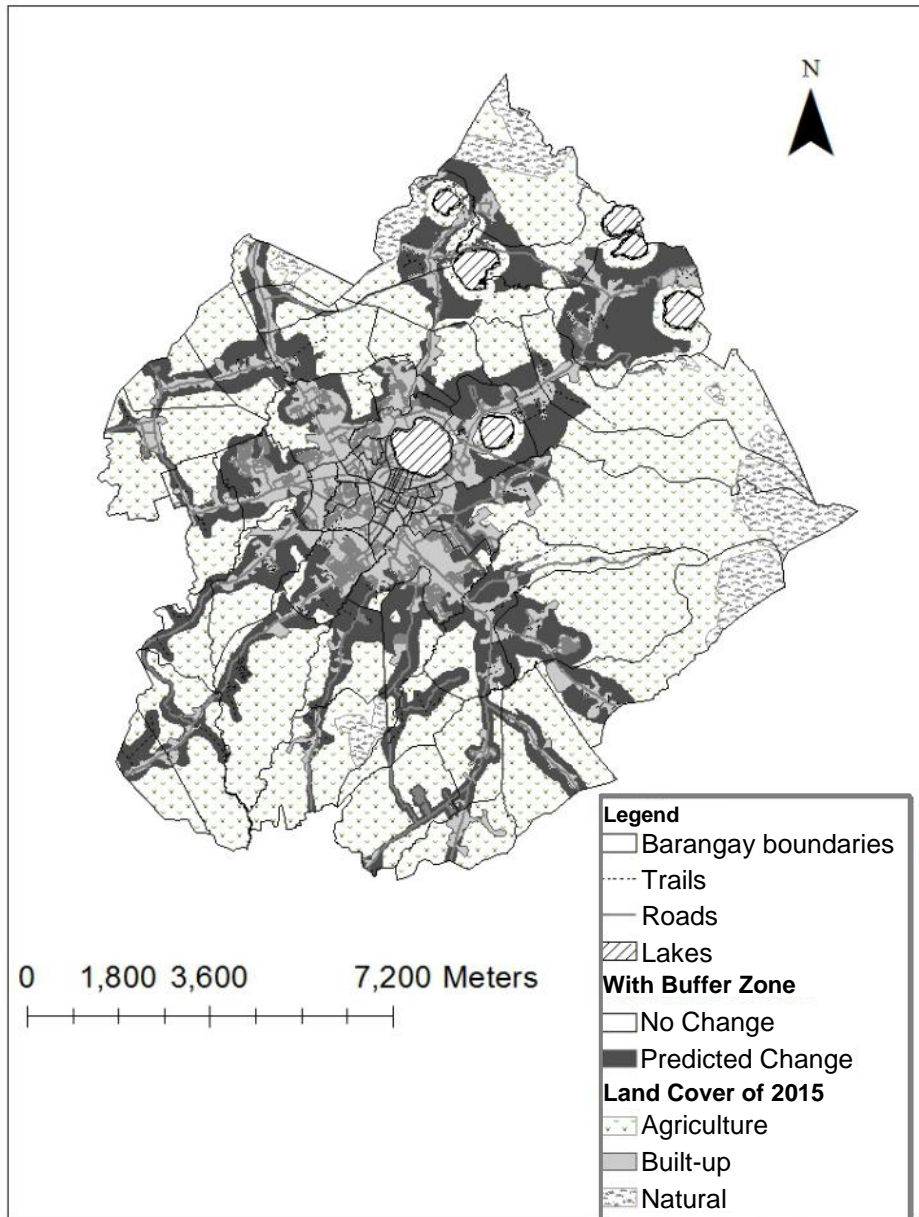 N
0 1,800 3,600 7,200 Meters
Legend
Barangay boundaries
Trails
Roads
Lakes
With Buffer Zone
No Change
Predicted Change
Land Cover of 2015
Agriculture
Built-up
Natural